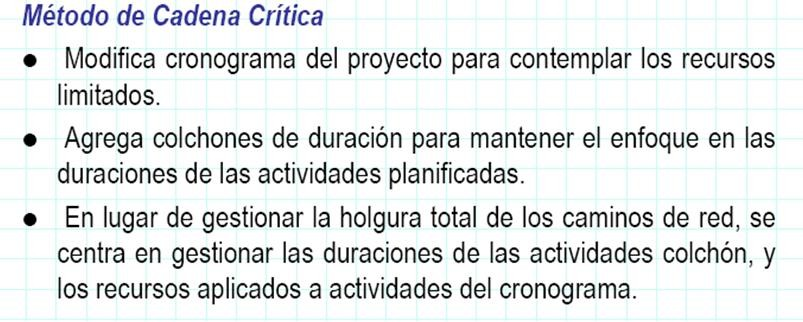 Método de Cadena Crítica
● Modifica cronograma del proyecto para contemplar los recursos
limitados.
● Agrega colchones de duración para mantener el enfoque en las
duraciones de las actividades planificadas.
● En lugar de gestionar la holgura total de los caminos de red, se
centra en gestionar las duraciones de las actividades colchón, y
los recursos aplicados a actividades del cronograma.